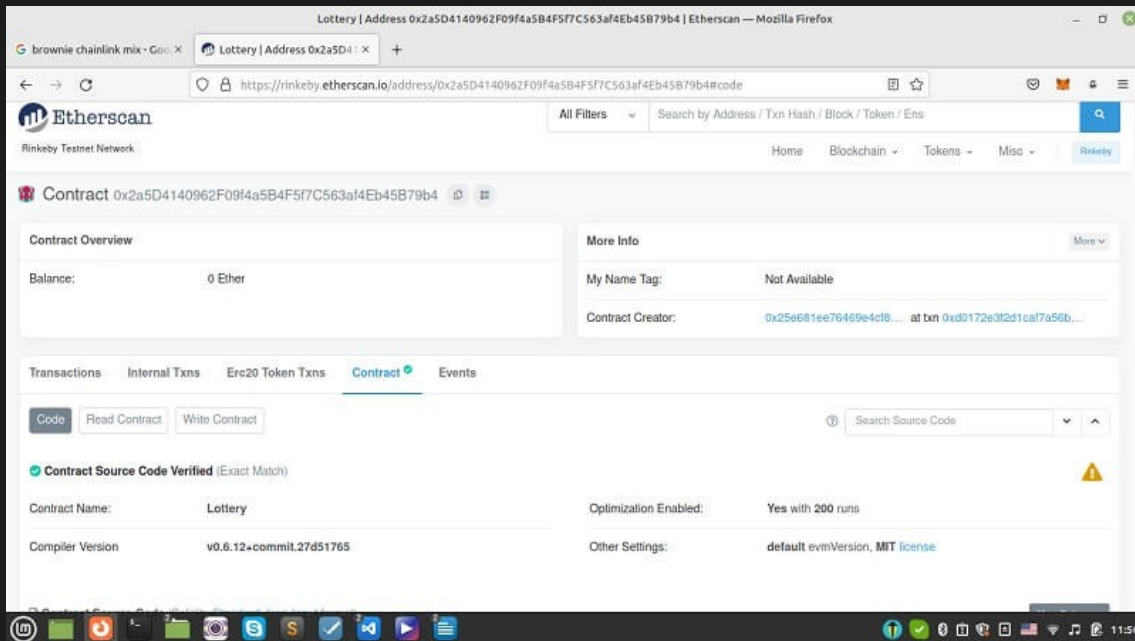 Lottery | Address 0x2a5D4140962F09f4a5B4F5f7C563af4Eb45B79b4 | Etherscan — Mozilla Firefox
brownie chainlink mix - Goo
Lottery | Address 0x2a5D41
https://rinkeby.etherscan.io/address/0x2a5D4140962F09f4a5B4F5f7C563af4Eb45B79b4#code
Etherscan
All Filters
Search by Address / Txn Hash / Block / Token / Ens
Rinkeby Testnet Network
Home Blockchain Tokens Misc Rinkeby
Contract 0x2a5D4140962F09f4a5B4F5f7C563af4Eb45B79b4
Contract Overview
More Info
More
Balance: 0 Ether
My Name Tag: Not Available
Contract Creator: 0x25e681ee76469e4cf8... at txn 0xd0172e3f2d1caf7a56b...
Transactions Internal Txns Erc20 Token Txns Contract Events
Code Read Contract Write Contract
Search Source Code
Contract Source Code Verified (Exact Match)
Contract Name: Lottery
Optimization Enabled: Yes with 200 runs
Compiler Version v0.6.12+commit.27d51765
Other Settings: default evmVersion, MIT license